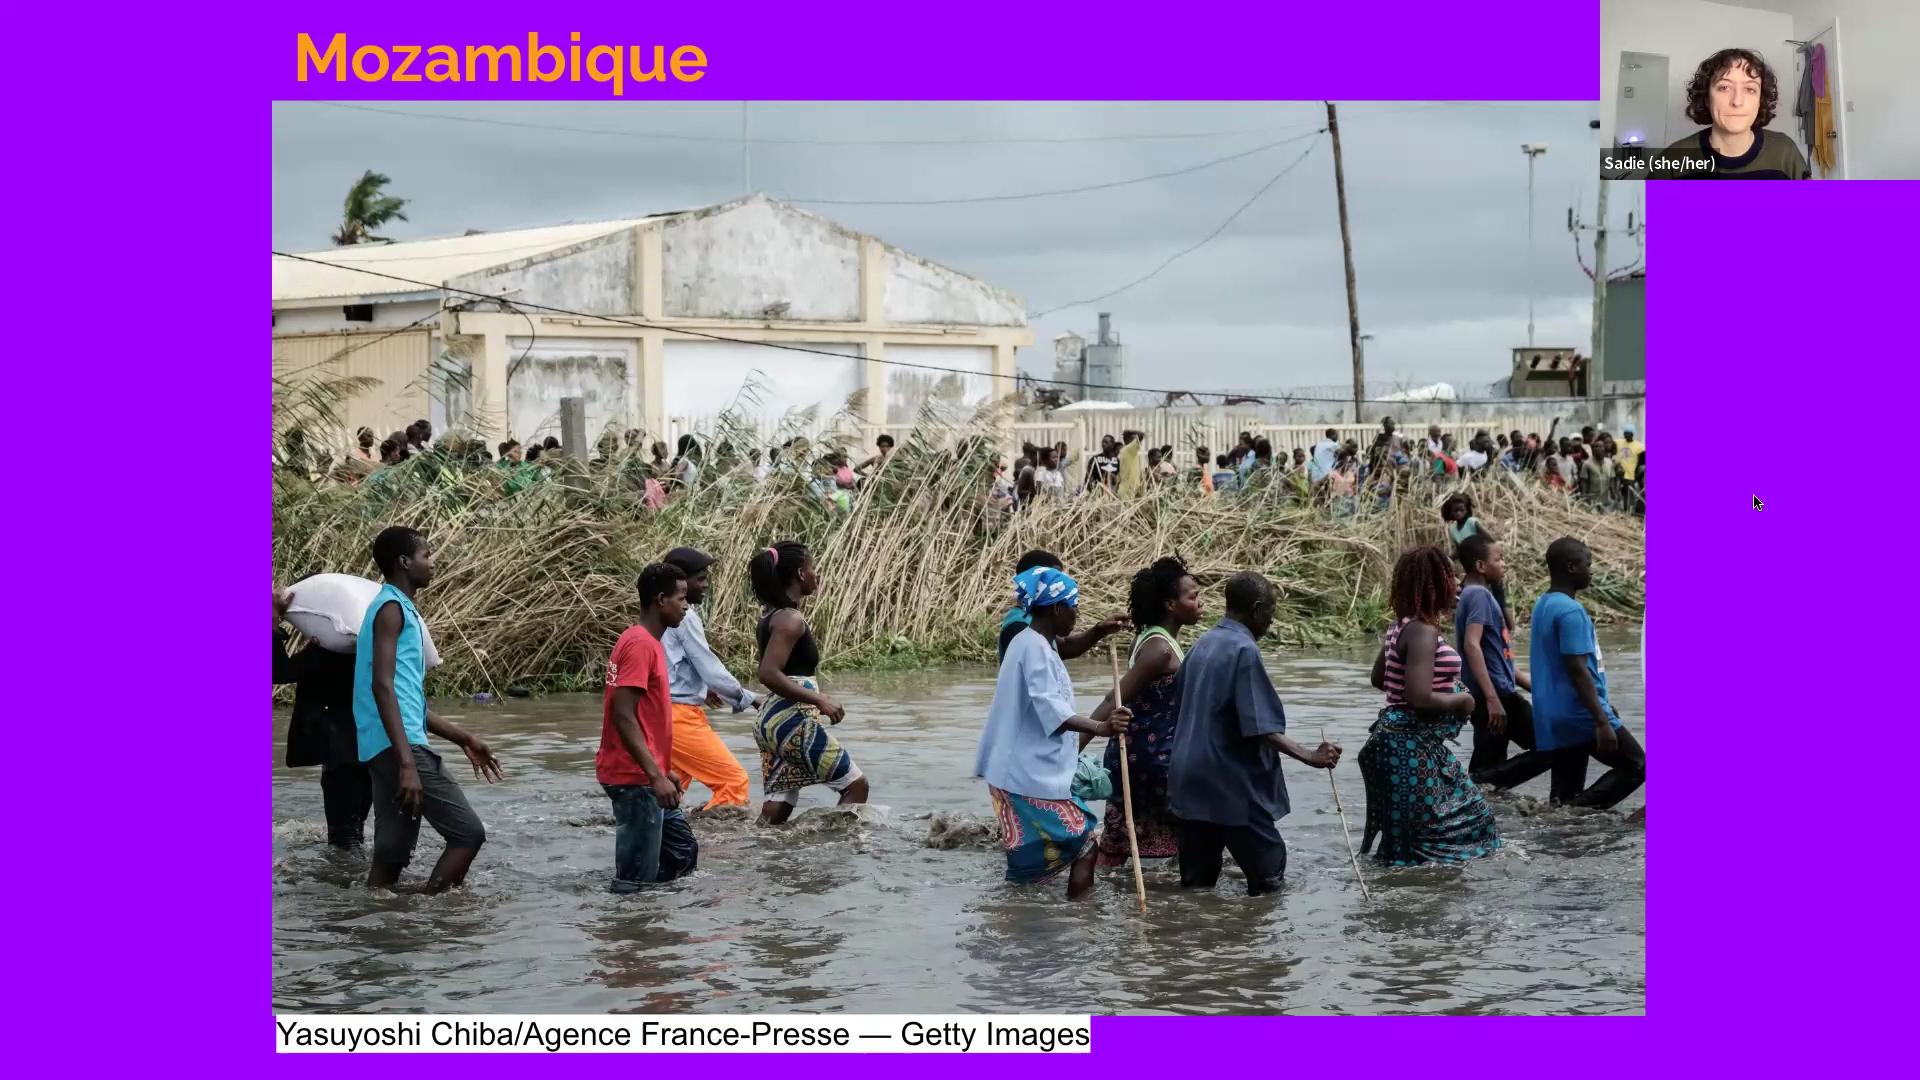 Mozambique
Sadie (she/her)
Yasuyoshi Chiba/Agence France-Presse — Getty Images